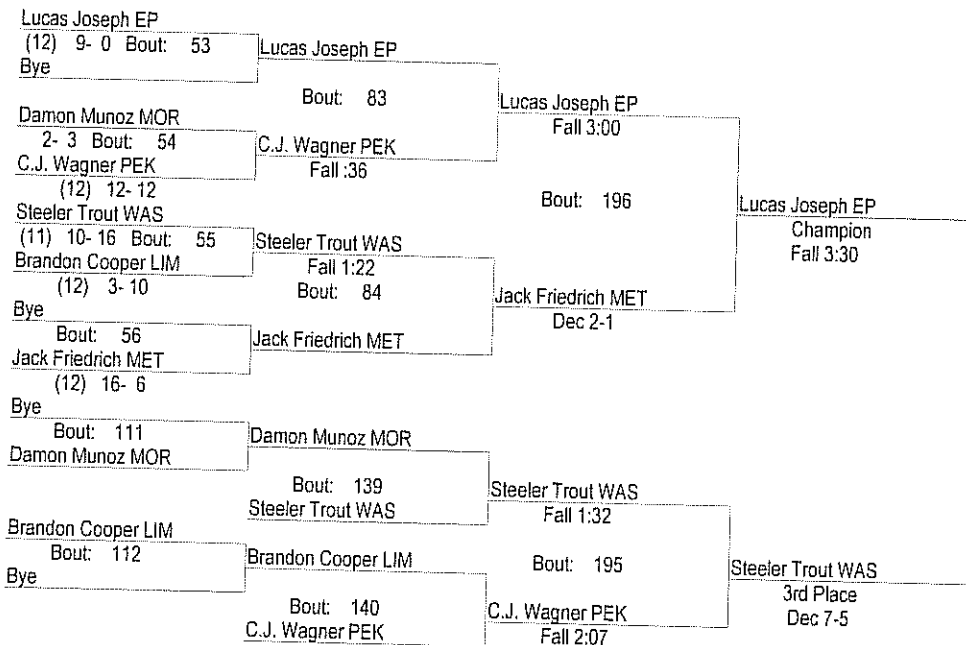 Lucas Joseph EP
(12) 9- 0 Bout: 53
Bye
Lucas Joseph EP
Bout: 83
Damon Munoz MOR
2- 3 Bout: 54
C.J. Wagner PEK
(12) 12- 12
C.J. Wagner PEK
Fall :36
Lucas Joseph EP
Fall 3:00
Steeler Trout WAS
(11) 10- 16 Bout: 55
Brandon Cooper LIM
(12) 3- 10
Steeler Trout WAS
Fall 1:22
Bout: 84
Bye
Bout: 56
Jack Friedrich MET
(12) 16- 6
Jack Friedrich MET
Jack Friedrich MET
Dec 2-1
Bout: 196
Lucas Joseph EP
Champion
Fall 3:30
Bye
Bout: 111
Damon Munoz MOR
Damon Munoz MOR
Bout: 139
Steeler Trout WAS
Steeler Trout WAS
Fall 1:32
Brandon Cooper LIM
Bout: 112
Bye
Brandon Cooper LIM
Bout: 140
C.J. Wagner PEK
C.J. Wagner PEK
Fall 2:07
Bout: 195
Steeler Trout WAS
3rd Place
Dec 7-5